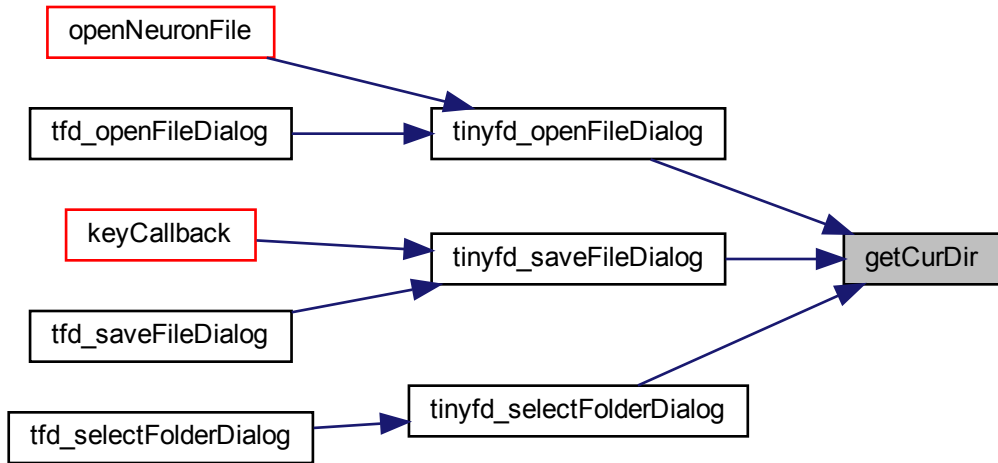 openNeuronFile
tfd_openFileDialog
tinyfd_openFileDialog
keyCallback
tinyfd_saveFileDialog
getCurDir
tfd_saveFileDialog
tinyfd_selectFolderDialog
tfd_selectFolderDialog